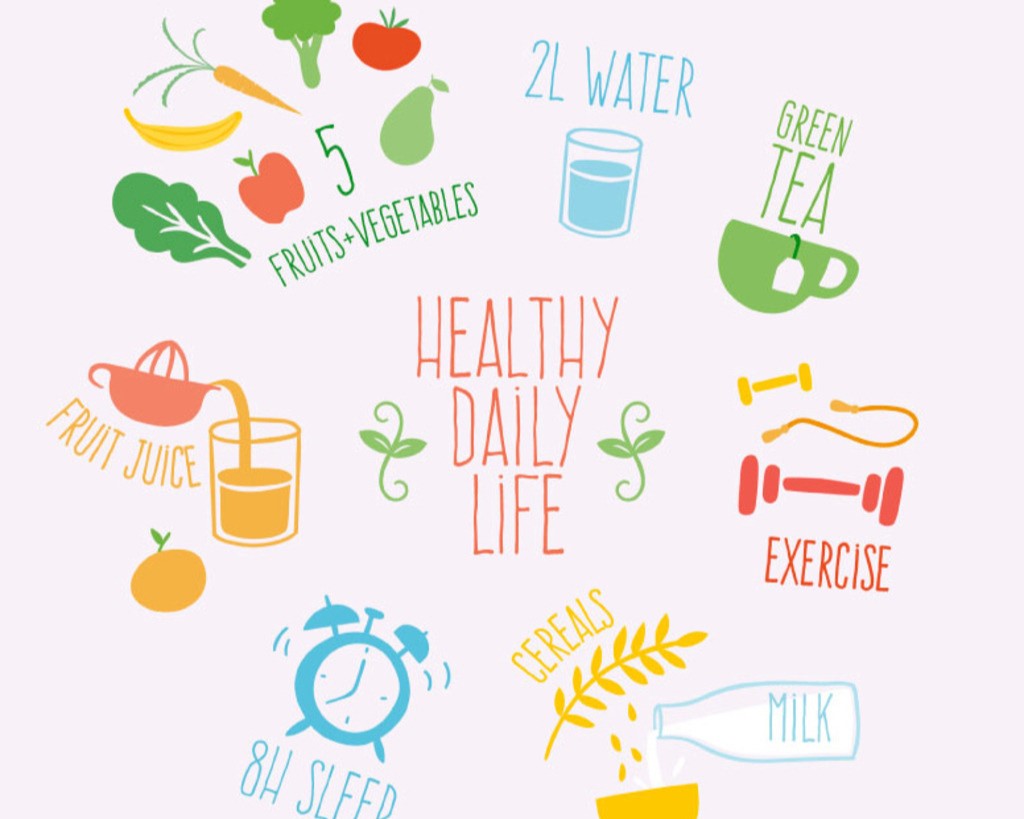 2L WATER
GREEN
TEA
5
FRUITS+VEGETABLES
HEALTHY
DAILY
LIFE
FRUIT JUICE
EXERCISE
CEREALS
MILK
8H SLEEP